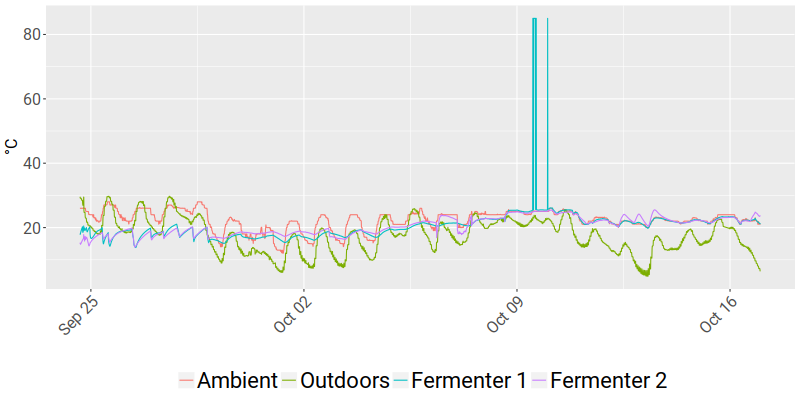 80
60
40
20
°C
Sep 25
Oct 02
Oct 09
Oct 16
Ambient Outdoors Fermenter 1 Fermenter 2